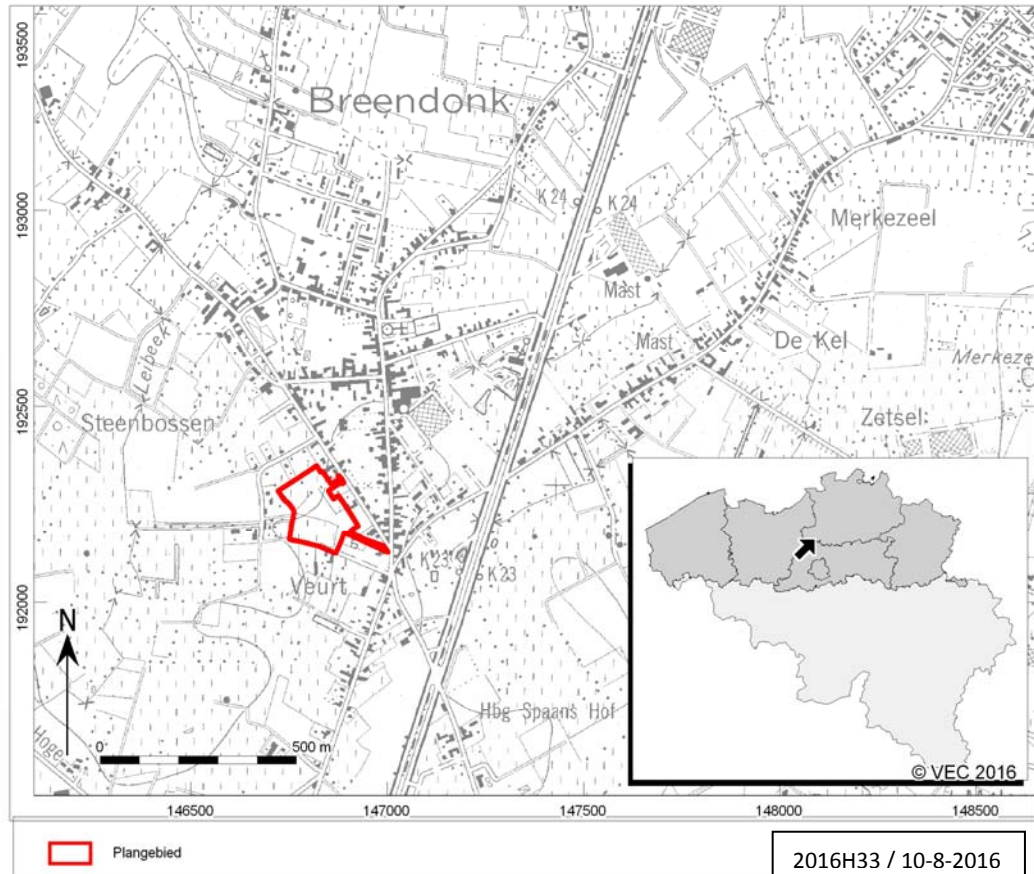 193500
Breendonk
K 24
K 24
193000
Merkezeel
Mast
Mast
De Kel
Leibeek
Merkeze
192500
Steenbossen
Zetsel
K 23
K 23
Veurt
192000
N
Hbg Spaans Hof
Hoge
0
500 m
© VEC 2016
146500
147000
147500
148000
148500
Plangebied
2016H33 / 10-8-2016